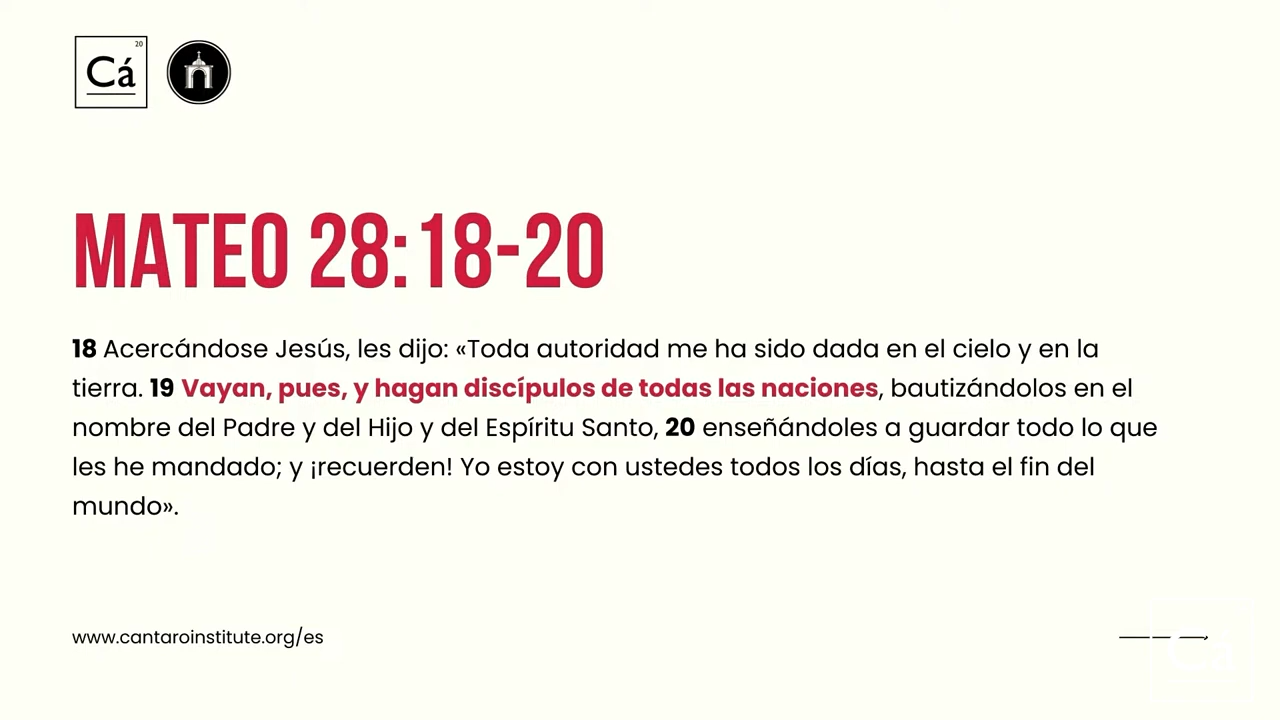 20
Cá
MATEO 28:18-20
18 Acercándose Jesús, les dijo: «Toda autoridad me ha sido dada en el cielo y en la
tierra. 19 Vayan, pues, y hagan discípulos de todas las naciones, bautizándolos en el
nombre del Padre y del Hijo y del Espíritu Santo, 20 enseñándoles a guardar todo lo que
les he mandado; y ¡recuerden! Yo estoy con ustedes todos los días, hasta el fin del
mundo».
www.cantaroinstitute.org/es